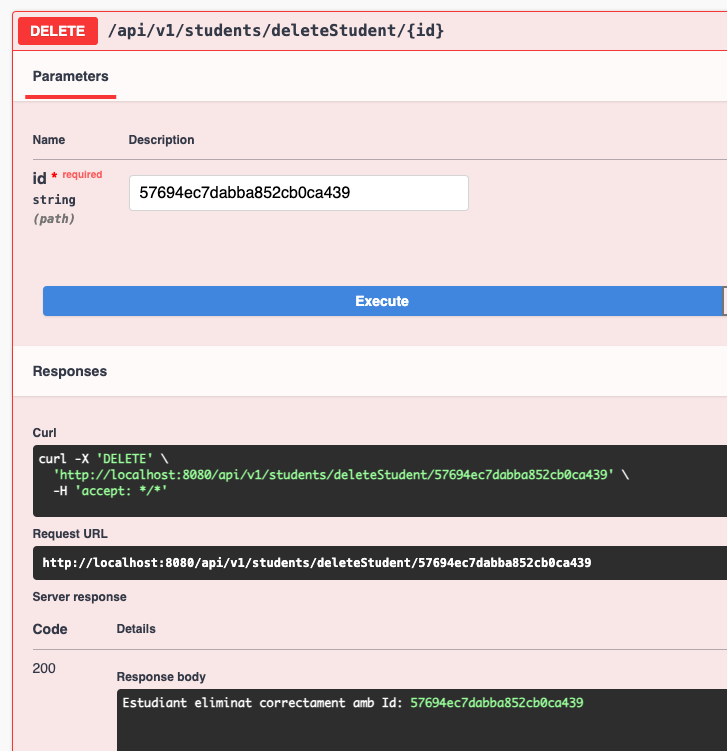 DELETE /api/v1/students/deleteStudent/{id}
Parameters
Name Description
id * required
string
(path)
57694ec7dabba852cb0ca439
Execute
Responses
Curl
curl -X 'DELETE' \
'http://localhost:8080/api/v1/students/deleteStudent/57694ec7dabba852cb0ca439' \
-H 'accept: */*'
Request URL
http://localhost:8080/api/v1/students/deleteStudent/57694ec7dabba852cb0ca439
Server response
Code Details
200
Response body
Estudiant eliminat correctament amb Id: 57694ec7dabba852cb0ca439